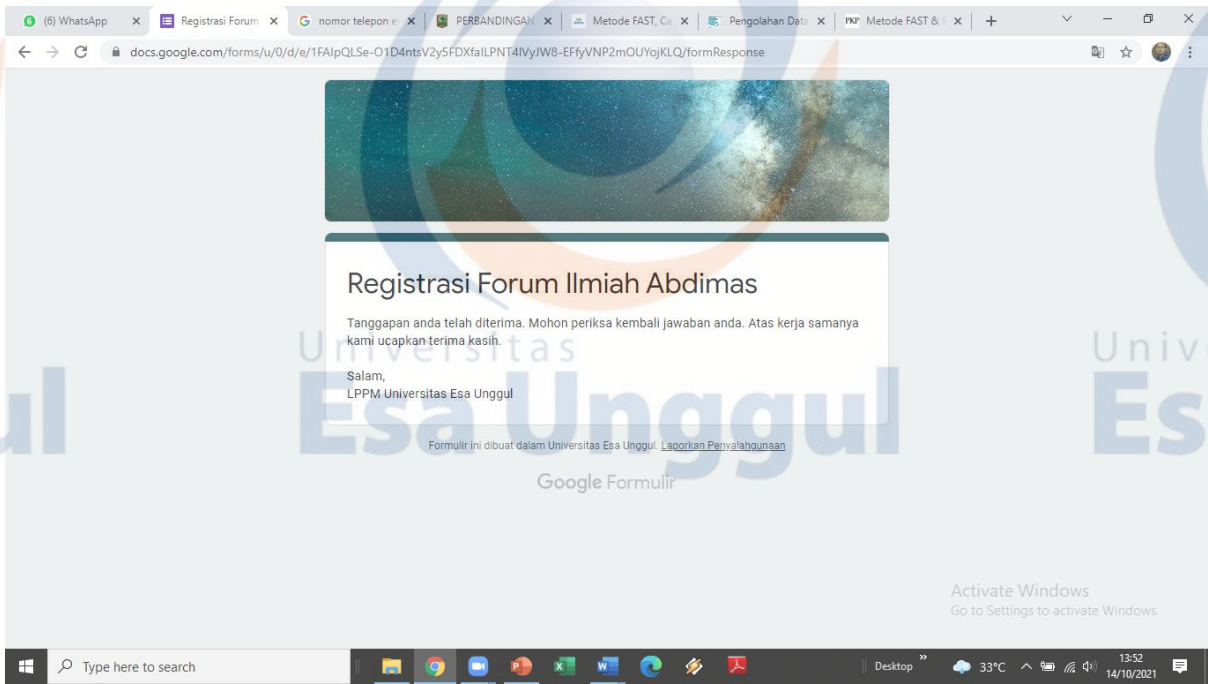 (6) WhatsApp
Registrasi Forum
nomor telepon e
PERBANDINGAN
Metode FAST, Ca
Pengolahan Data
PKP Metode FAST &
docs.google.com/forms/u/0/d/e/1FAIpQLSe-O1D4ntsV2y5FDXfaILPNT4lVyJW8-EFfyVNP2mOUYojKLQ/formResponse
Registrasi Forum Ilmiah Abdimas
Tanggapan anda telah diterima. Mohon periksa kembali jawaban anda. Atas kerja samanya
kami ucapkan terima kasih.
Salam,
LPPM Universitas Esa Unggul
Formulir ini dibuat dalam Universitas Esa Unggul. Laporkan Penyalahgunaan
Google Formulir
Universitas
Esa Unggul
ul
Univ
Es
Activate Windows
Go to Settings to activate Windows.
Type here to search
Desktop
33°C
13:52
14/10/2021